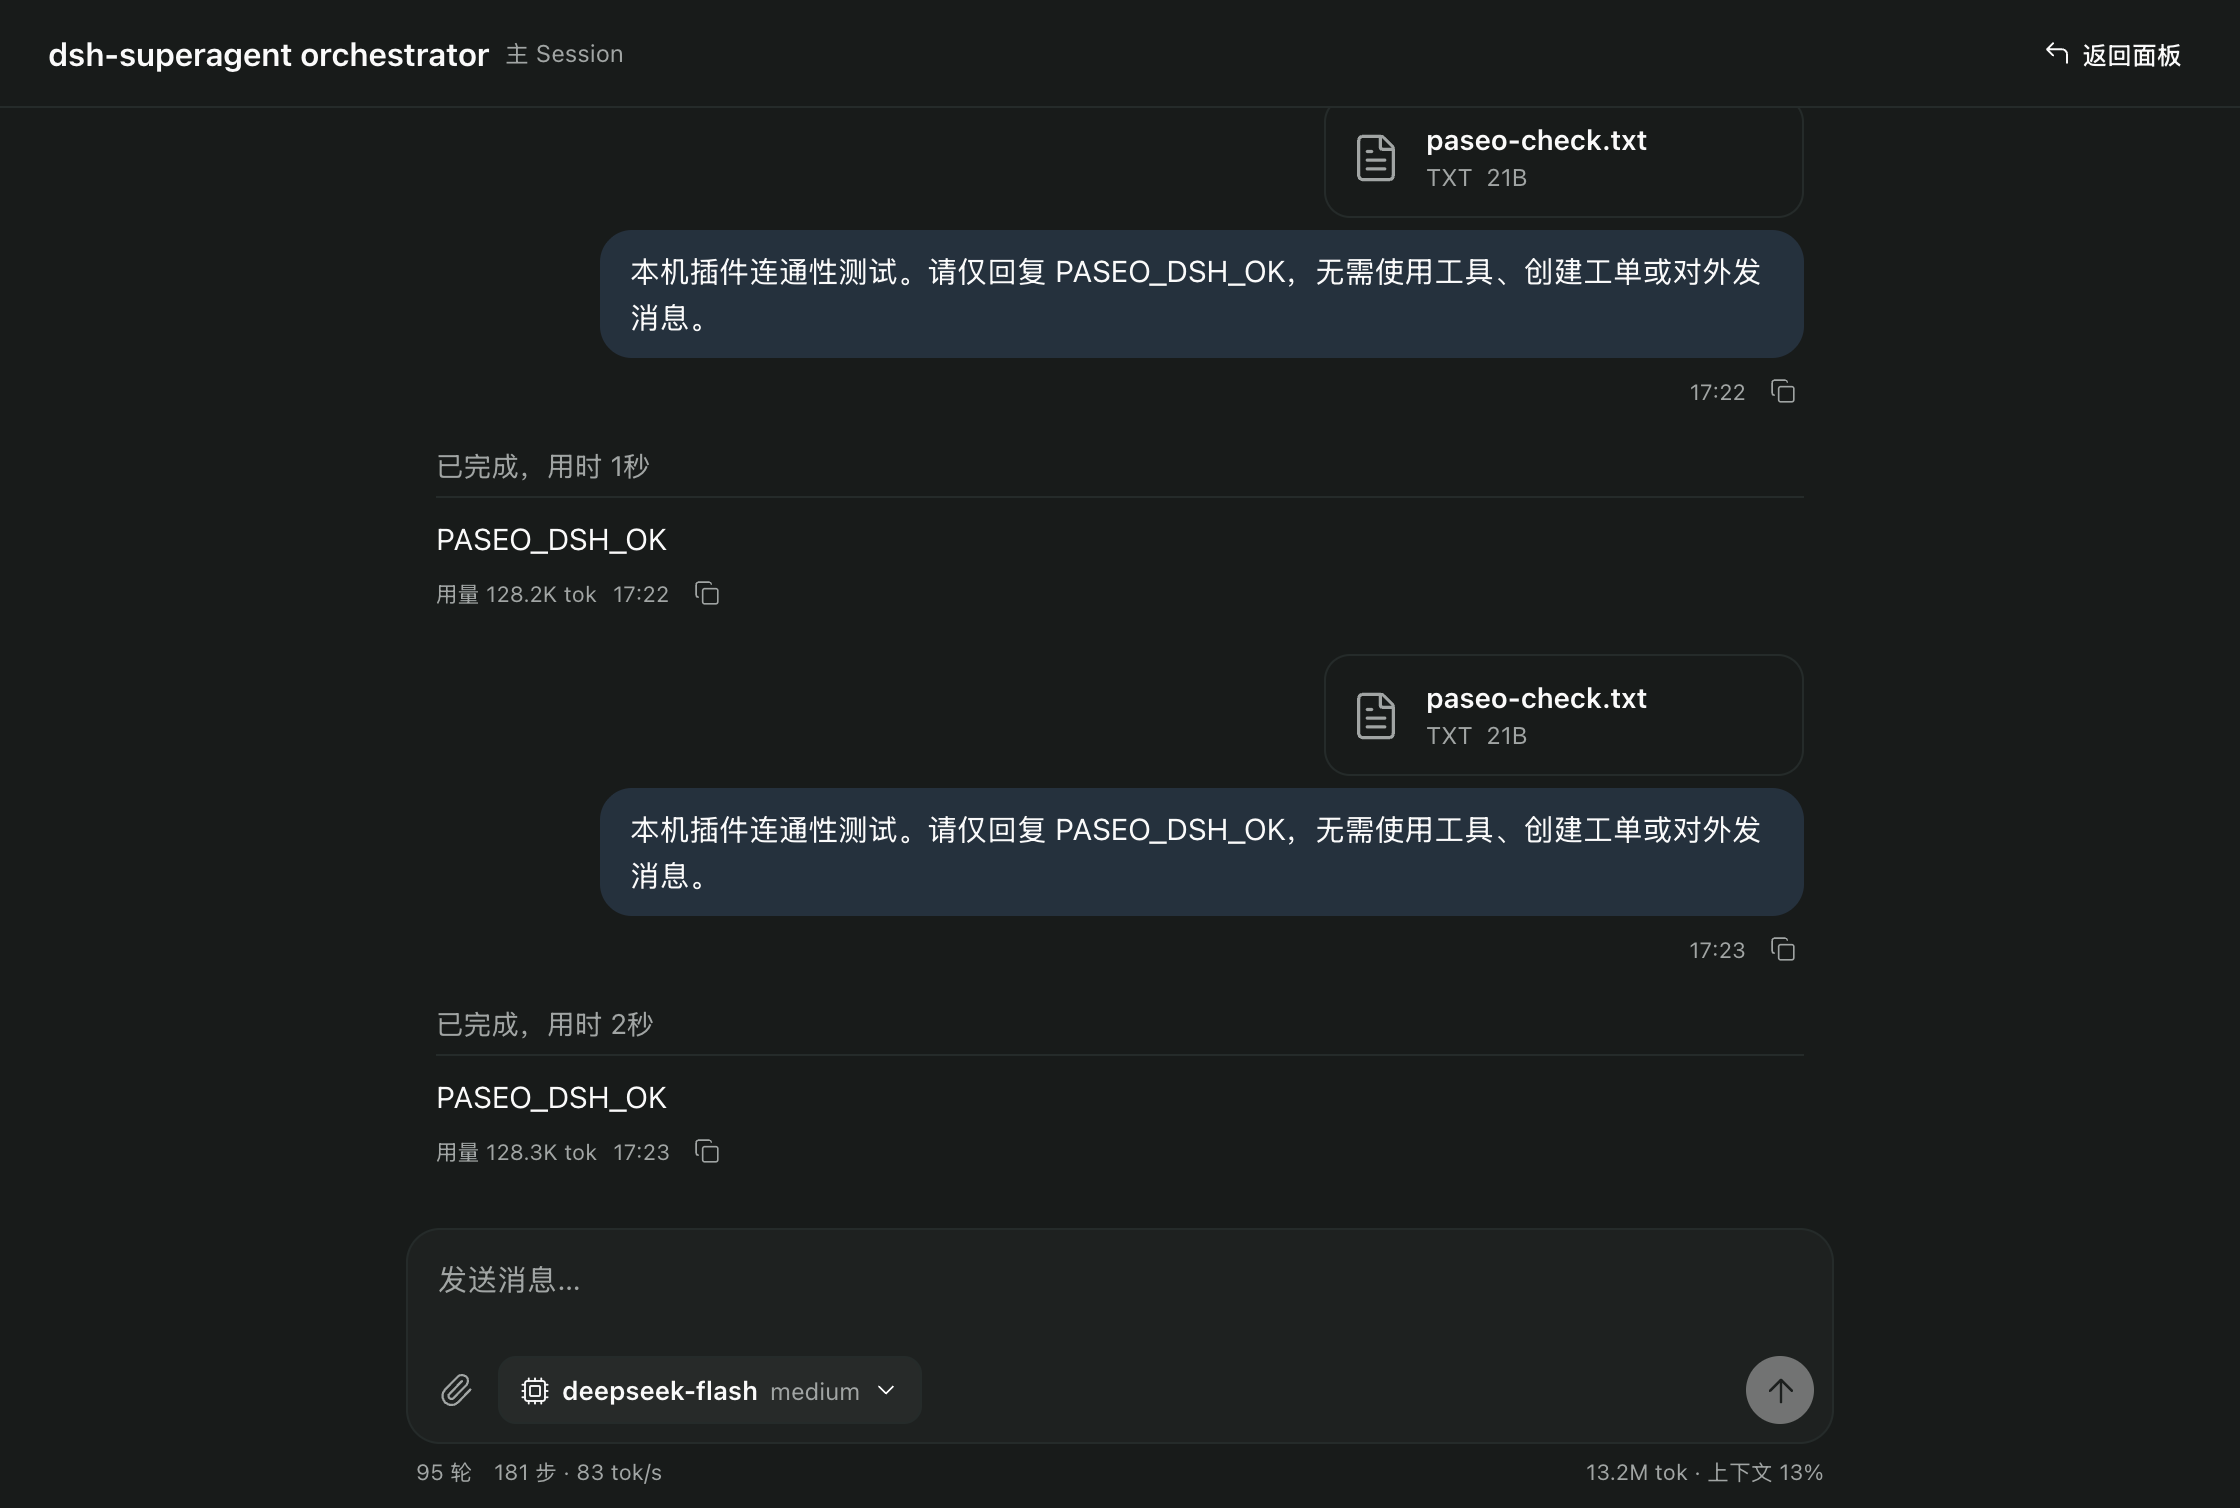 dsh-superagent orchestrator 主 Session
返回面板
paseo-check.txt
TXT 21B
本机插件连通性测试。请仅回复 PASEO_DSH_OK，无需使用工具、创建工单或对外发
消息。
17:22
已完成，用时 1秒
PASEO_DSH_OK
用量 128.2K tok 17:22
paseo-check.txt
TXT 21B
本机插件连通性测试。请仅回复 PASEO_DSH_OK，无需使用工具、创建工单或对外发
消息。
17:23
已完成，用时 2秒
PASEO_DSH_OK
用量 128.3K tok 17:23
发送消息...
deepseek-flash medium
95 轮 181 步 · 83 tok/s
13.2M tok · 上下文 13%